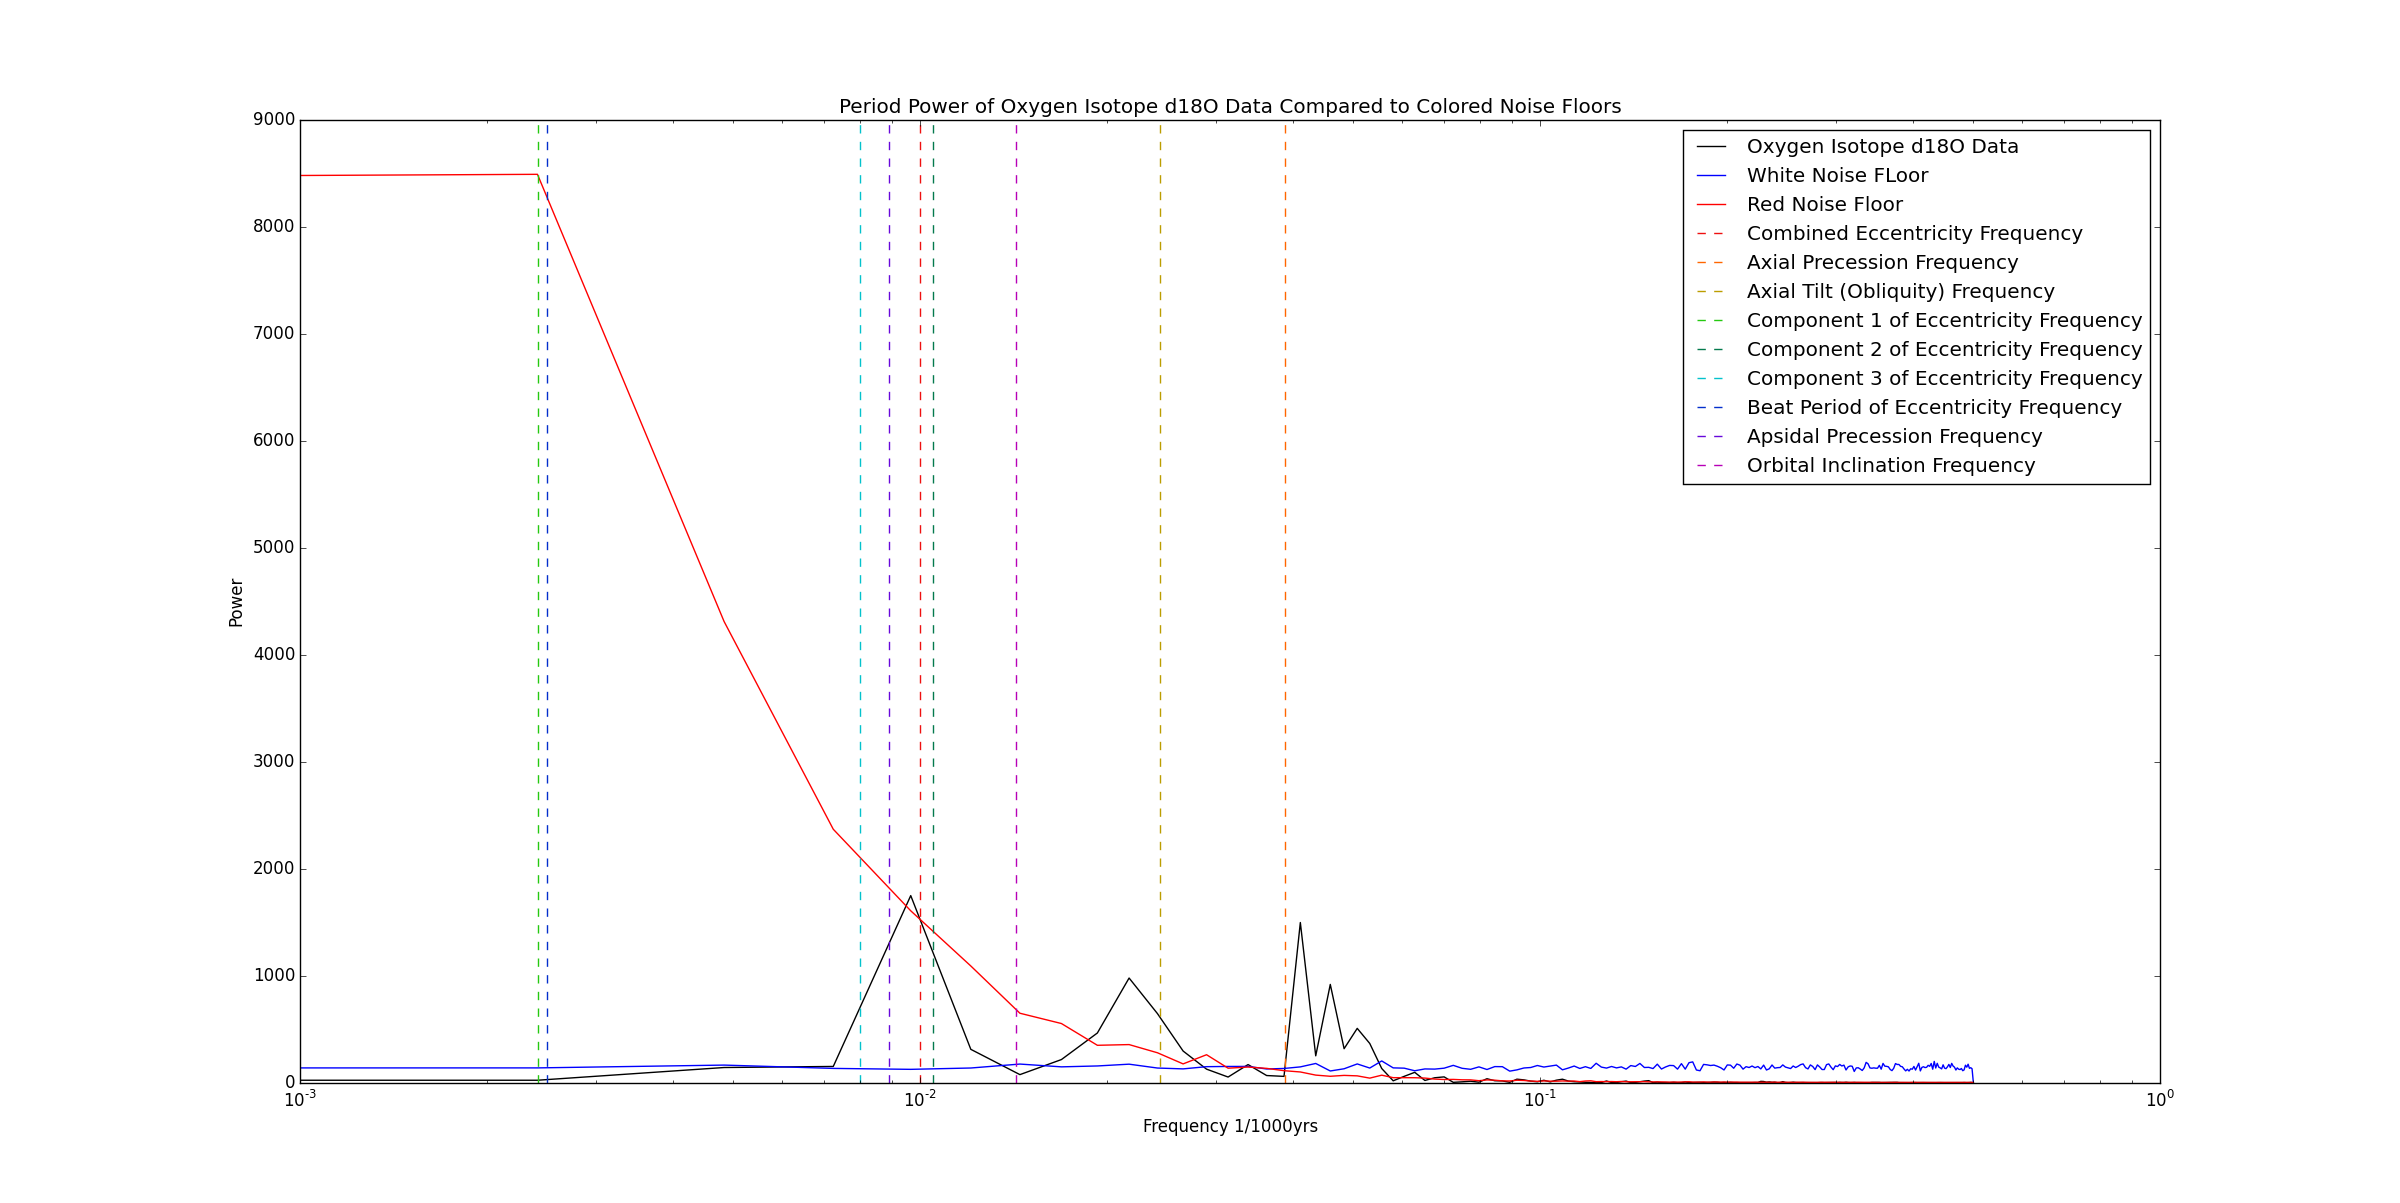 Period Power of Oxygen Isotope d18O Data Compared to Colored Noise Floors
9000
8000
7000
6000
5000
4000
3000
2000
1000
0
Power
Oxygen Isotope d18O Data
White Noise FLoor
Red Noise Floor
Combined Eccentricity Frequency
Axial Precession Frequency
Axial Tilt (Obliquity) Frequency
Component 1 of Eccentricity Frequency
Component 2 of Eccentricity Frequency
Component 3 of Eccentricity Frequency
Beat Period of Eccentricity Frequency
Apsidal Precession Frequency
Orbital Inclination Frequency
10⁻³ 10⁻² 10⁻¹ 10⁰
Frequency 1/1000yrs